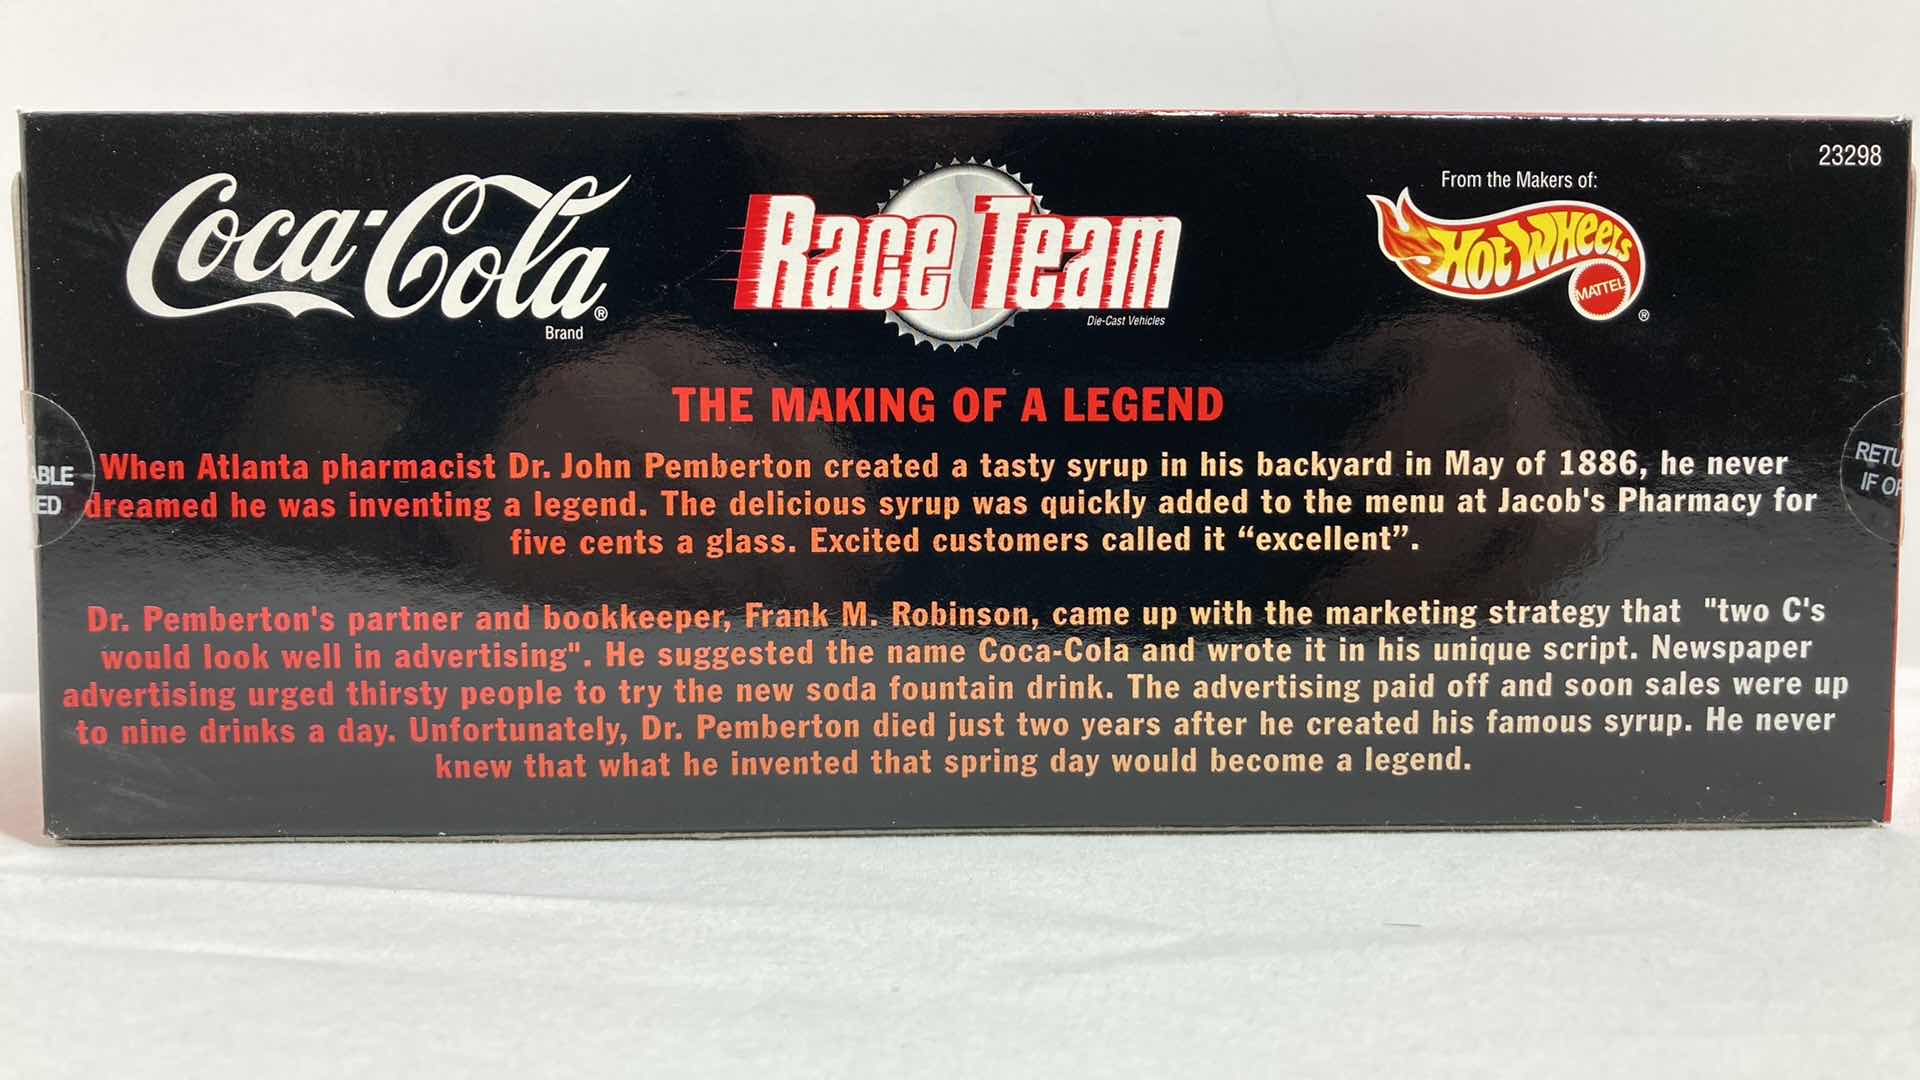 23298
Coca-Cola®
Brand
Race Team
Die-Cast Vehicles
From the Makers of:
Hot Wheels
MATTEL
®
THE MAKING OF A LEGEND
When Atlanta pharmacist Dr. John Pemberton created a tasty syrup in his backyard in May of 1886, he never
dreamed he was inventing a legend. The delicious syrup was quickly added to the menu at Jacob's Pharmacy for
five cents a glass. Excited customers called it “excellent”.
Dr. Pemberton's partner and bookkeeper, Frank M. Robinson, came up with the marketing strategy that "two C's
would look well in advertising". He suggested the name Coca-Cola and wrote it in his unique script. Newspaper
advertising urged thirsty people to try the new soda fountain drink. The advertising paid off and soon sales were up
to nine drinks a day. Unfortunately, Dr. Pemberton died just two years after he created his famous syrup. He never
knew that what he invented that spring day would become a legend.
ABLE
ED
RETU
IF OP